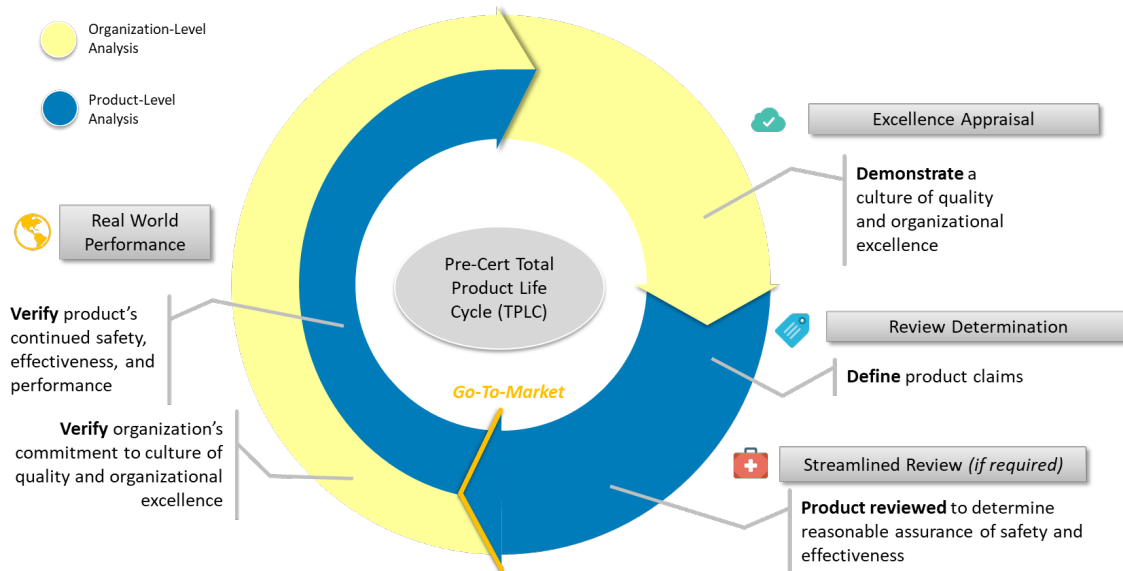 Organization-Level
Analysis
Product-Level
Analysis
Excellence Appraisal
Demonstrate a
culture of quality
and organizational
excellence
Real World
Performance
Pre-Cert Total
Product Life
Cycle (TPLC)
Verify product’s
continued safety,
effectiveness, and
performance
Review Determination
Define product claims
Go-To-Market
Verify organization’s
commitment to culture of
quality and organizational
excellence
Streamlined Review (if required)
Product reviewed to determine
reasonable assurance of safety and
effectiveness